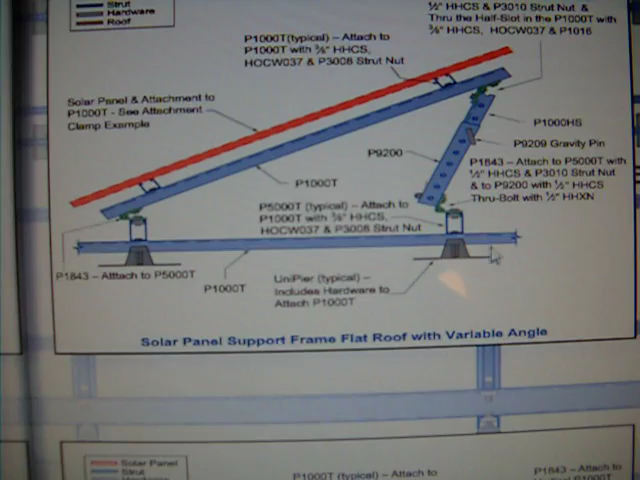 Strut
Hardware
Roof
½" HHCS & P3010 Strut Nut &
Thru the Half-Slot in the P1000T with
⅜" HHCS, HOCW037 & P1016
P1000T(typical) – Attach to
P1000T with ⅜" HHCS,
HOCW037 & P3008 Strut Nut
Solar Panel & Attachment to
P1000T - See Attachment
Clamp Example
P1000HS
P9209 Gravity Pin
P9200
P1843 – Attach to P5000T with
½" HHCS & P3010 Strut Nut
& to P9200 with ½" HHCS
Thru-Bolt with ½" HHXN
P1000T
P5000T (typical) – Attach to
P1000T with ⅜" HHCS,
HOCW037 & P3008 Strut Nut
P1843 – Atttach to P5000T
P1000T
UniPier (typical) –
Includes Hardware to
Attach P1000T
Solar Panel Support Frame Flat Roof with Variable Angle
Solar Panel
Strut
P1000T (typical) – Attach to
P1843 – Attach to